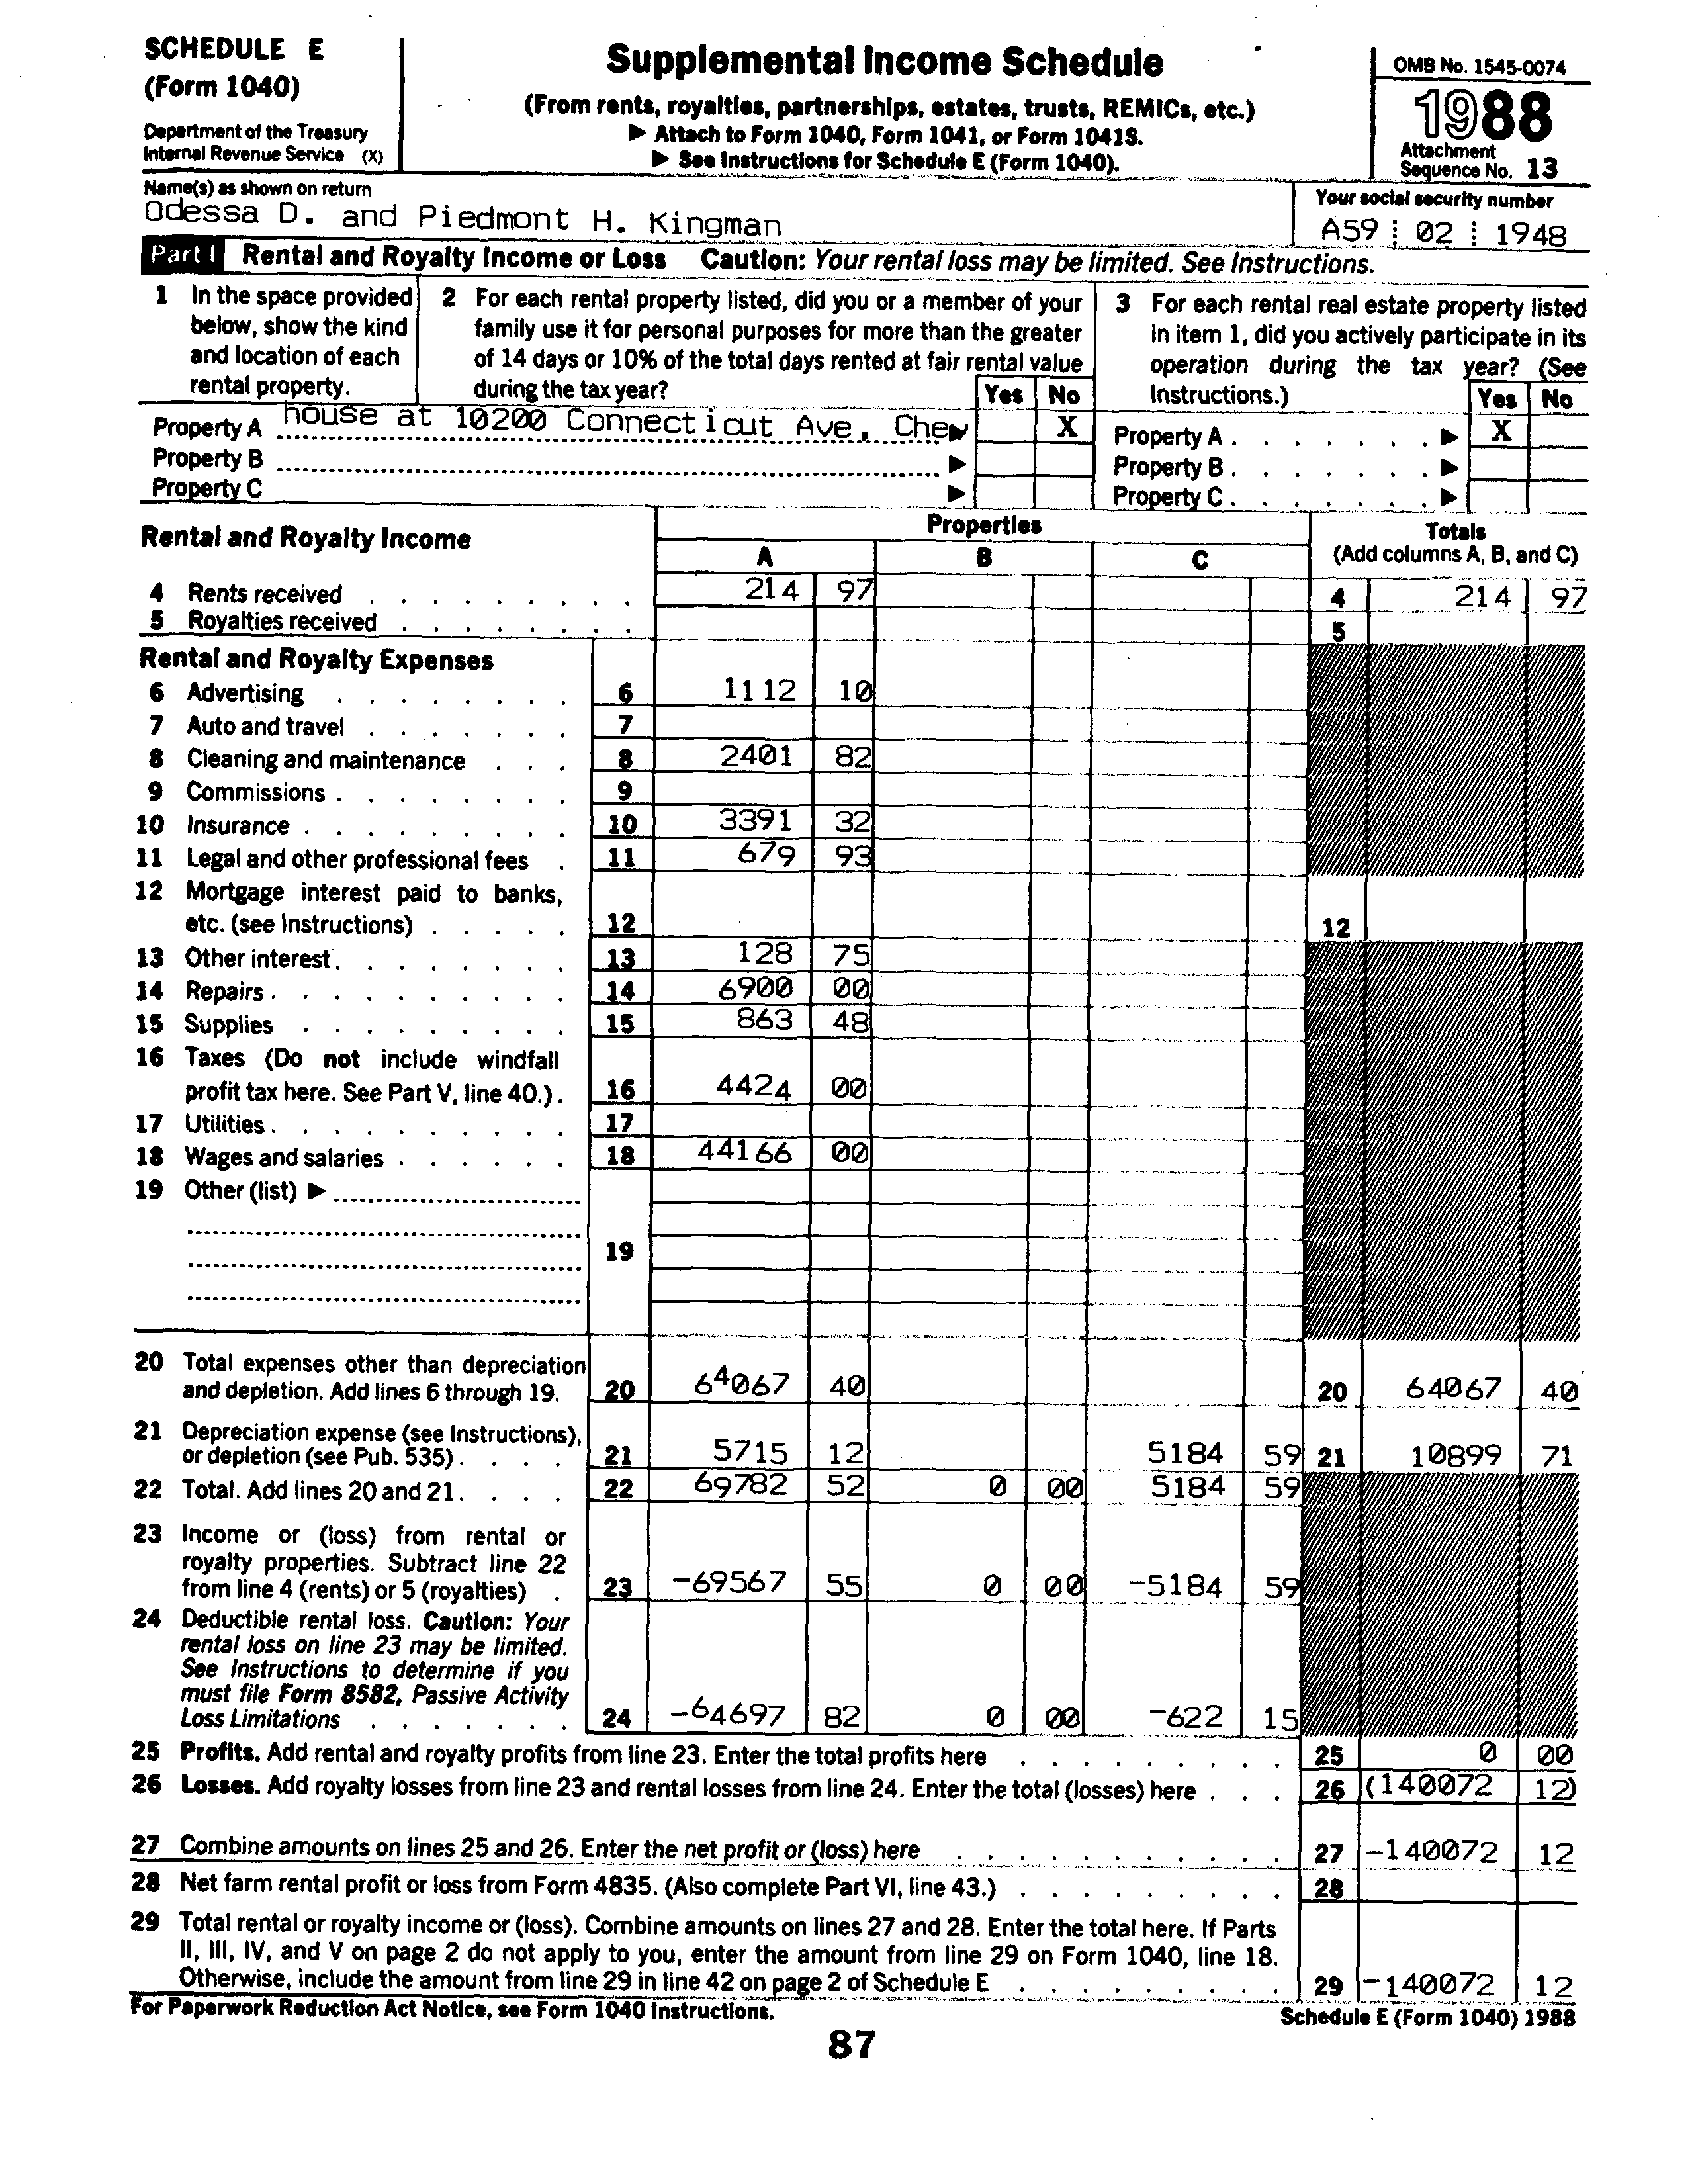 SCHEDULE E
(Form 1040)
Department of the Treasury
Internal Revenue Service (X)
Supplemental Income Schedule
(From rents, royalties, partnerships, estates, trusts, REMICs, etc.)
▶ Attach to Form 1040, Form 1041, or Form 1041S.
▶ See Instructions for Schedule E (Form 1040).
OMB No. 1545-0074
1988
Attachment
Sequence No. 13
Name(s) as shown on return
Odessa D. and Piedmont H. Kingman
Your social security number
A59 02 1948
Part I Rental and Royalty Income or Loss Caution: Your rental loss may be limited. See Instructions.
1 In the space provided
below, show the kind
and location of each
rental property.
2 For each rental property listed, did you or a member of your
family use it for personal purposes for more than the greater
of 14 days or 10% of the total days rented at fair rental value
during the tax year?
Yes No
3 For each rental real estate property listed
in item 1, did you actively participate in its
operation during the tax year? (See
Instructions.)
Yes No
Property A house at 10200 Connecticut Ave, Chev X
Property B ▶
Property C ▶
Property A . . . . . . . ▶ X
Property B . . . . . . . ▶
Property C . . . . . . . ▶
Rental and Royalty Income
Properties
A B C
Totals
(Add columns A, B, and C)
4 Rents received 214 97 4 214 97
5 Royalties received 5
Rental and Royalty Expenses
6 Advertising 6 1112 10
7 Auto and travel 7
8 Cleaning and maintenance 8 2401 82
9 Commissions 9
10 Insurance 10 3391 32
11 Legal and other professional fees 11 679 93
12 Mortgage interest paid to banks,
etc. (see Instructions) 12 12
13 Other interest 13 128 75
14 Repairs 14 6900 00
15 Supplies 15 863 48
16 Taxes (Do not include windfall
profit tax here. See Part V, line 40.) 16 4424 00
17 Utilities 17
18 Wages and salaries 18 44166 00
19 Other (list) ▶
19
20 Total expenses other than depreciation
and depletion. Add lines 6 through 19. 20 64067 40 20 64067 40
21 Depreciation expense (see Instructions),
or depletion (see Pub. 535) 21 5715 12 5184 59 21 10899 71
22 Total. Add lines 20 and 21 22 69782 52 0 00 5184 59
23 Income or (loss) from rental or
royalty properties. Subtract line 22
from line 4 (rents) or 5 (royalties) 23 -69567 55 0 00 -5184 59
24 Deductible rental loss. Caution: Your
rental loss on line 23 may be limited.
See Instructions to determine if you
must file Form 8582, Passive Activity
Loss Limitations 24 -64697 82 0 00 -622 15
25 Profits. Add rental and royalty profits from line 23. Enter the total profits here 25 0 00
26 Losses. Add royalty losses from line 23 and rental losses from line 24. Enter the total (losses) here 26 (140072 12)
27 Combine amounts on lines 25 and 26. Enter the net profit or (loss) here 27 -140072 12
28 Net farm rental profit or loss from Form 4835. (Also complete Part VI, line 43.) 28
29 Total rental or royalty income or (loss). Combine amounts on lines 27 and 28. Enter the total here. If Parts
II, III, IV, and V on page 2 do not apply to you, enter the amount from line 29 on Form 1040, line 18.
Otherwise, include the amount from line 29 in line 42 on page 2 of Schedule E 29 -140072 12
For Paperwork Reduction Act Notice, see Form 1040 Instructions.
Schedule E (Form 1040) 1988
87